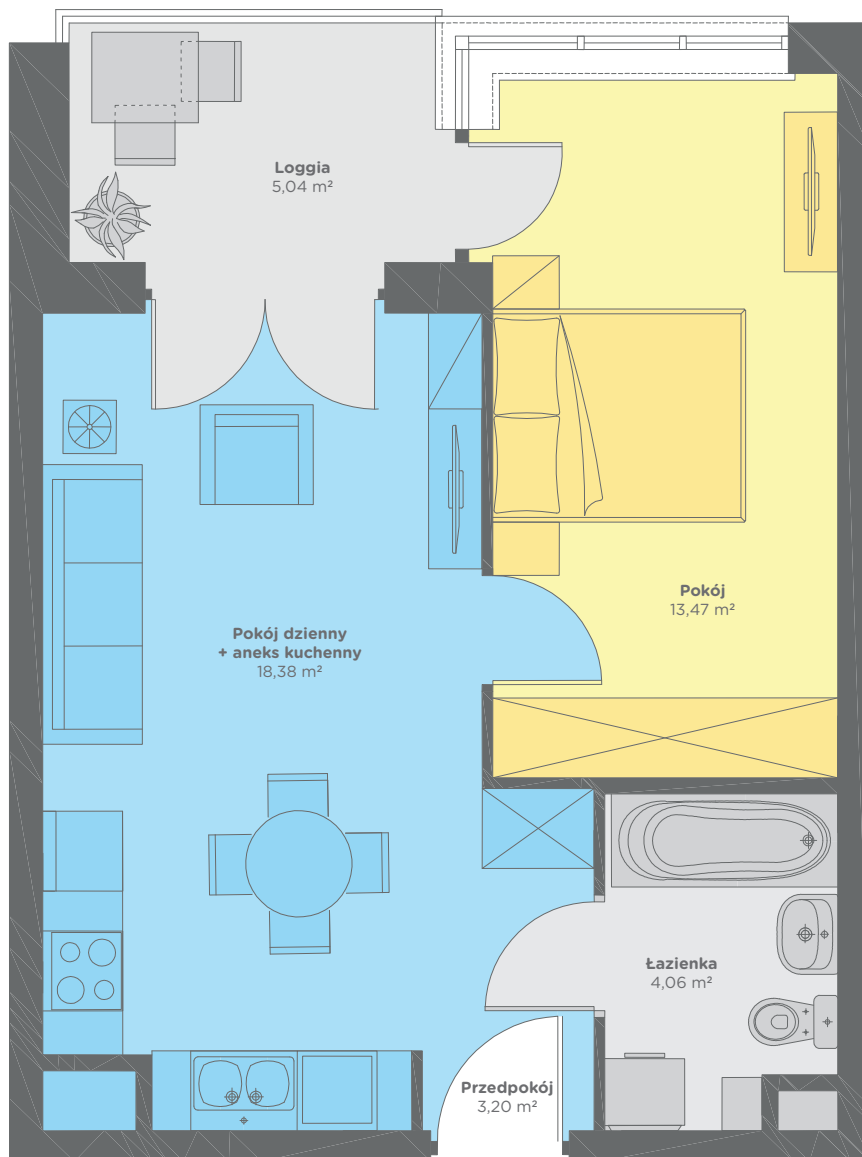 Loggia
5,04 m²
Pokój
13,47 m²
Pokój dzienny
+ aneks kuchenny
18,38 m²
Łazienka
4,06 m²
Przedpokój
3,20 m²